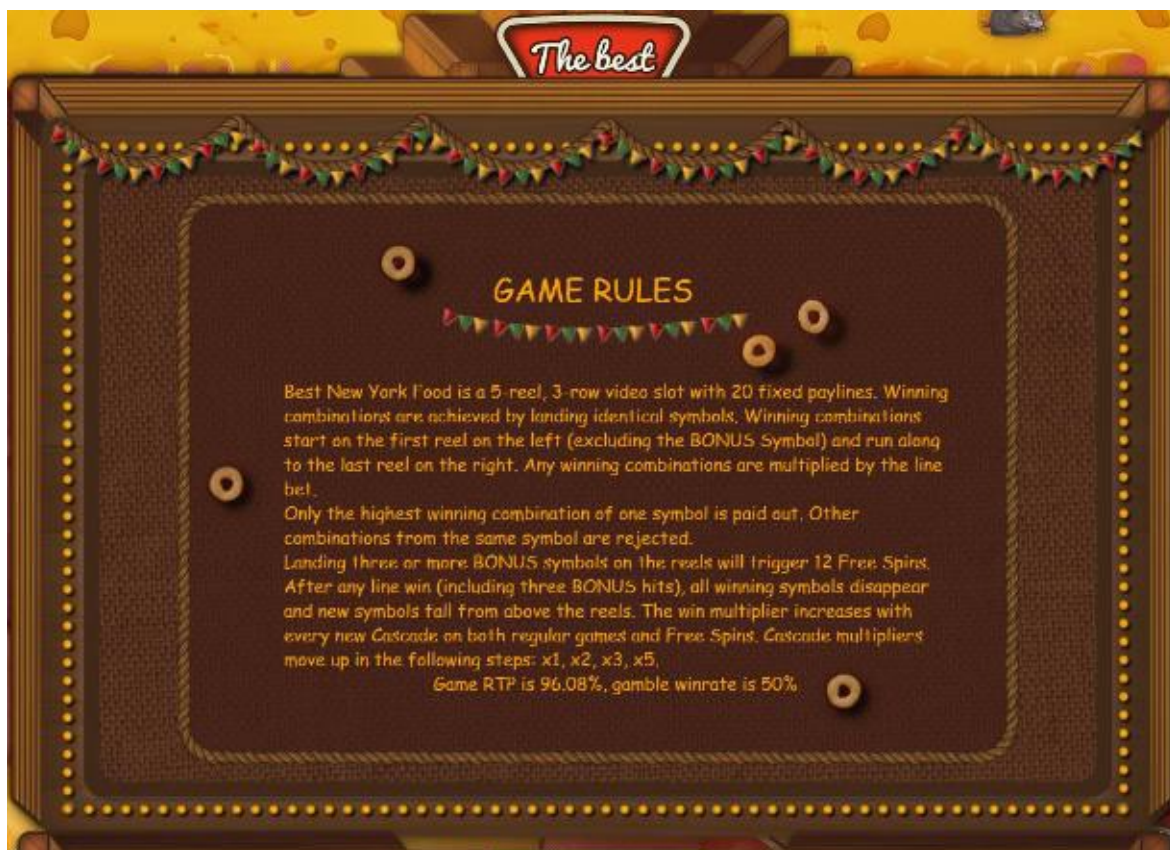 The best
GAME RULES
Best New York Food is a 5-reel, 3-row video slot with 20 fixed paylines. Winning
combinations are achieved by landing identical symbols. Winning combinations
start on the first reel on the left (excluding the BONUS Symbol) and run along
to the last reel on the right. Any winning combinations are multiplied by the line
bet.
Only the highest winning combination of one symbol is paid out. Other
combinations from the same symbol are rejected.
Landing three or more BONUS symbols on the reels will trigger 12 Free Spins.
After any line win (including three BONUS hits), all winning symbols disappear
and new symbols fall from above the reels. The win multiplier increases with
every new Cascade on both regular games and Free Spins. Cascade multipliers
move up in the following steps: x1, x2, x3, x5.
Game RTP is 96.08%, gamble winrate is 50%